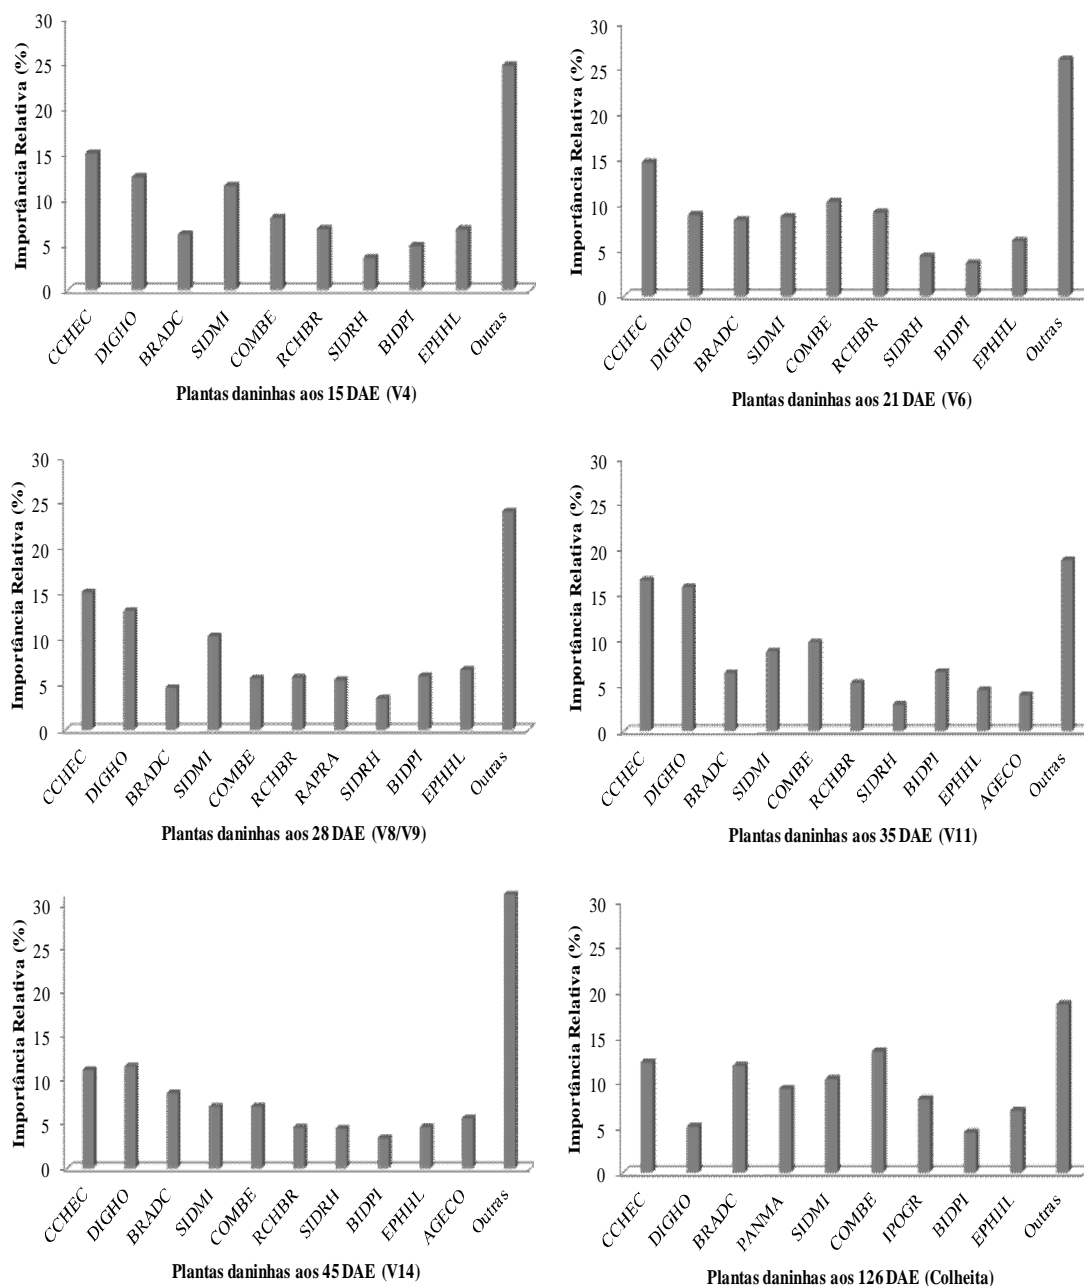 Importância Relativa (%)
30
25
20
15
10
5
0
CCHEC DIGHO BRADC SIDMI COMBE RCHBR SIDRH BIDPI EPHHL Outras
Plantas daninhas aos 15 DAE (V4)
Importância Relativa (%)
30
25
20
15
10
5
0
CCHEC DIGHO BRADC SIDMI COMBE RCHBR SIDRH BIDPI EPHHL Outras
Plantas daninhas aos 21 DAE (V6)
Importância Relativa (%)
30
25
20
15
10
5
0
CCHEC DIGHO BRADC SIDMI COMBE RCHBR RAPRA SIDRH BIDPI EPHHL Outras
Plantas daninhas aos 28 DAE (V8/V9)
Importância Relativa (%)
30
25
20
15
10
5
0
CCHEC DIGHO BRADC SIDMI COMBE RCHBR SIDRH BIDPI EPHHL AGECO Outras
Plantas daninhas aos 35 DAE (V11)
Importância Relativa (%)
30
25
20
15
10
5
0
CCHEC DIGHO BRADC SIDMI COMBE RCHBR SIDRH BIDPI EPHHL AGECO Outras
Plantas daninhas aos 45 DAE (V14)
Importância Relativa (%)
30
25
20
15
10
5
0
CCHEC DIGHO BRADC PANMA SIDMI COMBE IPOGR BIDPI EPHHL Outras
Plantas daninhas aos 126 DAE (Colheita)